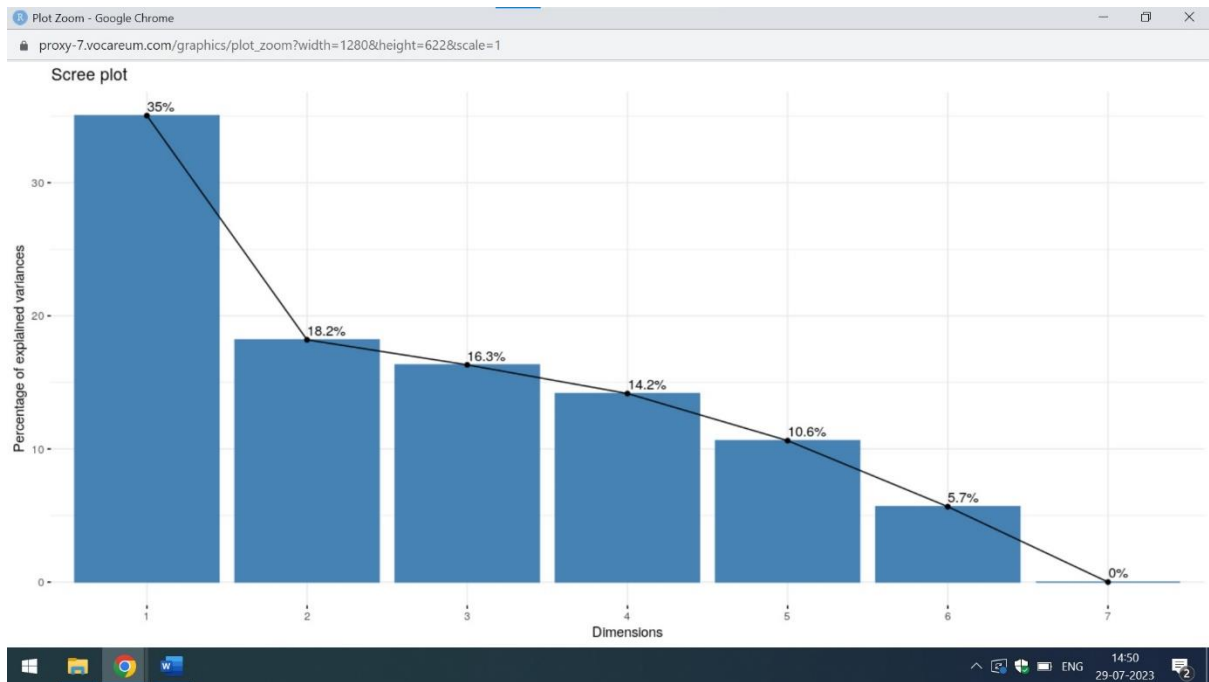 Plot Zoom - Google Chrome
proxy-7.vocareum.com/graphics/plot_zoom?width=1280&height=622&scale=1
Scree plot
35%
30
18.2%
20
16.3%
14.2%
10.6%
10
5.7%
0%
0
Percentage of explained variances
1 2 3 4 5 6 7
Dimensions
ENG
14:50
29-07-2023
2